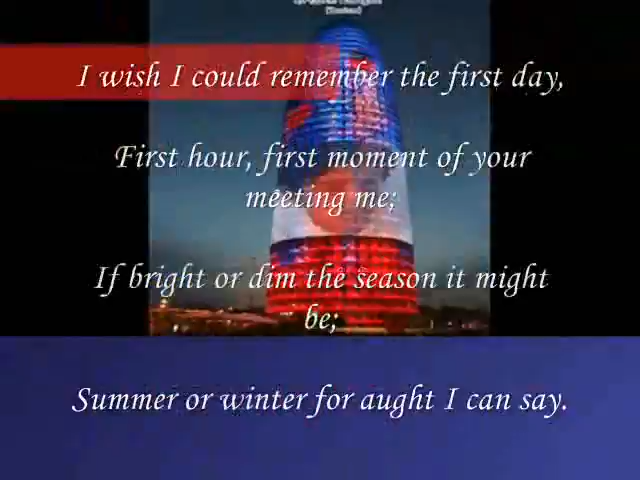 I wish I could remember the first day,
First hour, first moment of your
meeting me;
If bright or dim the season it might
be;
Summer or winter for aught I can say.